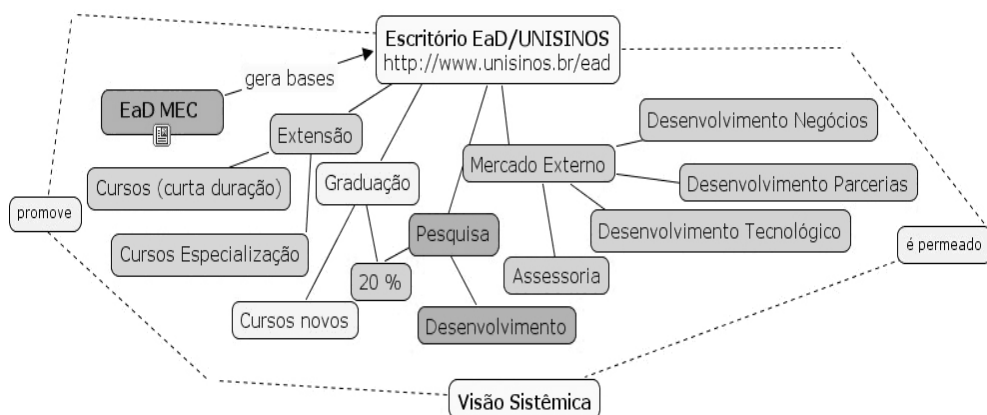 Escritório EaD/UNISINOS
http://www.unisinos.br/ead
gera bases
EaD MEC
Extensão
Desenvolvimento Negócios
Mercado Externo
Cursos (curta duração)
Graduação
Desenvolvimento Parcerias
promove
Pesquisa
Desenvolvimento Tecnológico
é permeado
Cursos Especialização
20 %
Assessoria
Cursos novos
Desenvolvimento
Visão Sistêmica